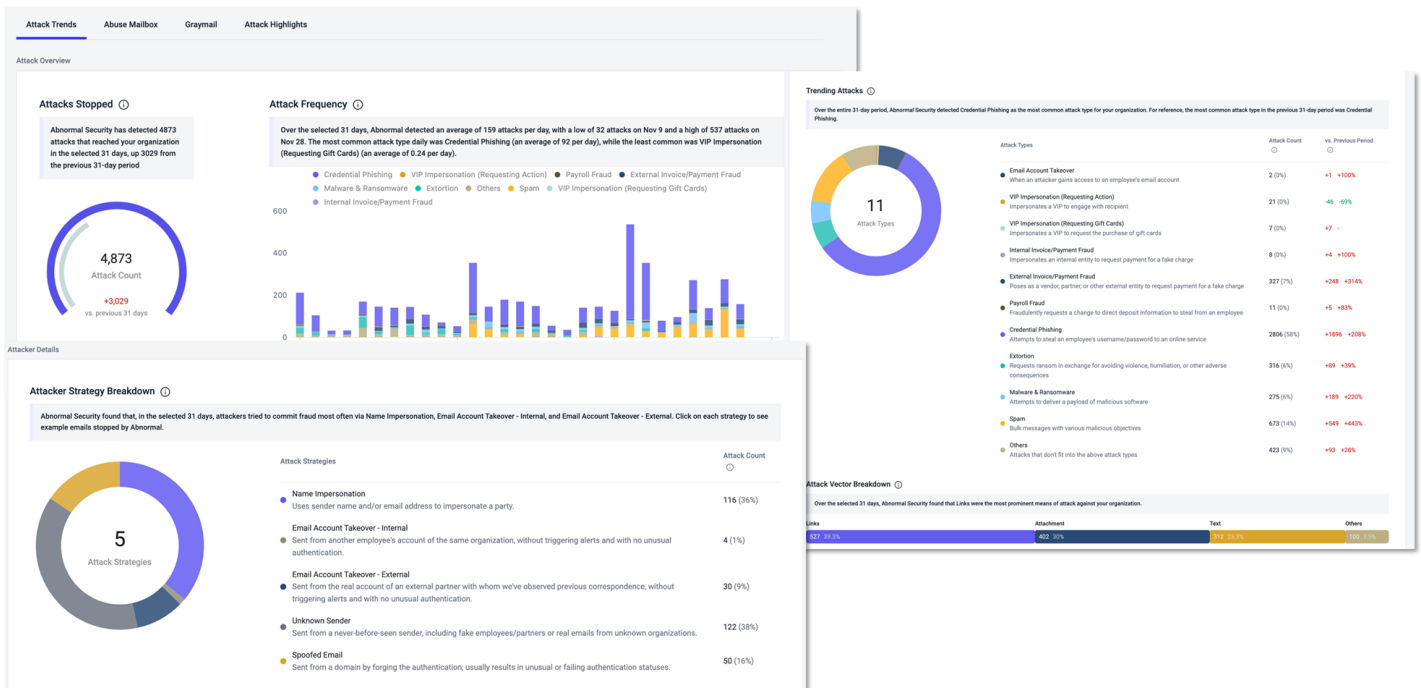 Attack Trends Abuse Mailbox Graymail Attack Highlights
Attack Overview
Attacks Stopped
Abnormal Security has detected 4873
attacks that reached your organization
in the selected 31 days, up 3029 from
the previous 31-day period
4,873
Attack Count
+3,029
vs. previous 31 days
Attack Frequency
Over the selected 31 days, Abnormal detected an average of 159 attacks per day, with a low of 32 attacks on Nov 9 and a high of 537 attacks on
Nov 28. The most common attack type daily was Credential Phishing (an average of 92 per day), while the least common was VIP Impersonation
(Requesting Gift Cards) (an average of 0.24 per day).
Credential Phishing VIP Impersonation (Requesting Action) Payroll Fraud External Invoice/Payment Fraud
Malware & Ransomware Extortion Others Spam VIP Impersonation (Requesting Gift Cards)
Internal Invoice/Payment Fraud
600
400
200
0
Trending Attacks
Over the entire 31-day period, Abnormal Security detected Credential Phishing as the most common attack type for your organization. For reference, the most common attack type in the previous 31-day period was Credential
Phishing.
11
Attack Types
Attack Types Attack Count vs. Previous Period
Email Account Takeover
When an attacker gains access to an employee's email account
2 (0%) +1 +100%
VIP Impersonation (Requesting Action)
Impersonates a VIP to engage with recipient
21 (0%) -46 -69%
VIP Impersonation (Requesting Gift Cards)
Impersonates a VIP to request the purchase of gift cards
7 (0%) +7 -
Internal Invoice/Payment Fraud
Impersonates an internal entity to request payment for a fake charge
8 (0%) +4 +100%
External Invoice/Payment Fraud
Poses as a vendor, partner, or other external entity to request payment for a fake charge
327 (7%) +248 +314%
Payroll Fraud
Fraudulently requests a change to direct deposit information to steal from an employee
11 (0%) +5 +83%
Credential Phishing
Attempts to steal an employee's username/password to an online service
2806 (58%) +1896 +208%
Extortion
Requests ransom in exchange for avoiding violence, humiliation, or other adverse
consequences
316 (6%) +89 +39%
Malware & Ransomware
Attempts to deliver a payload of malicious software
275 (6%) +189 +220%
Spam
Bulk messages with various malicious objectives
673 (14%) +549 +443%
Others
Attacks that don't fit into the above attack types
423 (9%) +93 +28%
Attack Vector Breakdown
Over the selected 31 days, Abnormal Security found that Links were the most prominent means of attack against your organization.
Links Attachment Text Others
527 39.3% 402 30% 312 23.3% 100 7.5%
Attacker Details
Attacker Strategy Breakdown
Abnormal Security found that, in the selected 31 days, attackers tried to commit fraud most often via Name Impersonation, Email Account Takeover - Internal, and Email Account Takeover - External. Click on each strategy to see
example emails stopped by Abnormal.
5
Attack Strategies
Attack Strategies Attack Count
Name Impersonation
Uses sender name and/or email address to impersonate a party.
116 (36%)
Email Account Takeover - Internal
Sent from another employee's account of the same organization, without triggering alerts and with no unusual
authentication.
4 (1%)
Email Account Takeover - External
Sent from the real account of an external partner with whom we've observed previous correspondence, without
triggering alerts and with no unusual authentication.
30 (9%)
Unknown Sender
Sent from a never-before-seen sender, including fake employees/partners or real emails from unknown organizations.
122 (38%)
Spoofed Email
Sent from a domain by forging the authentication; usually results in unusual or failing authentication statuses.
50 (16%)